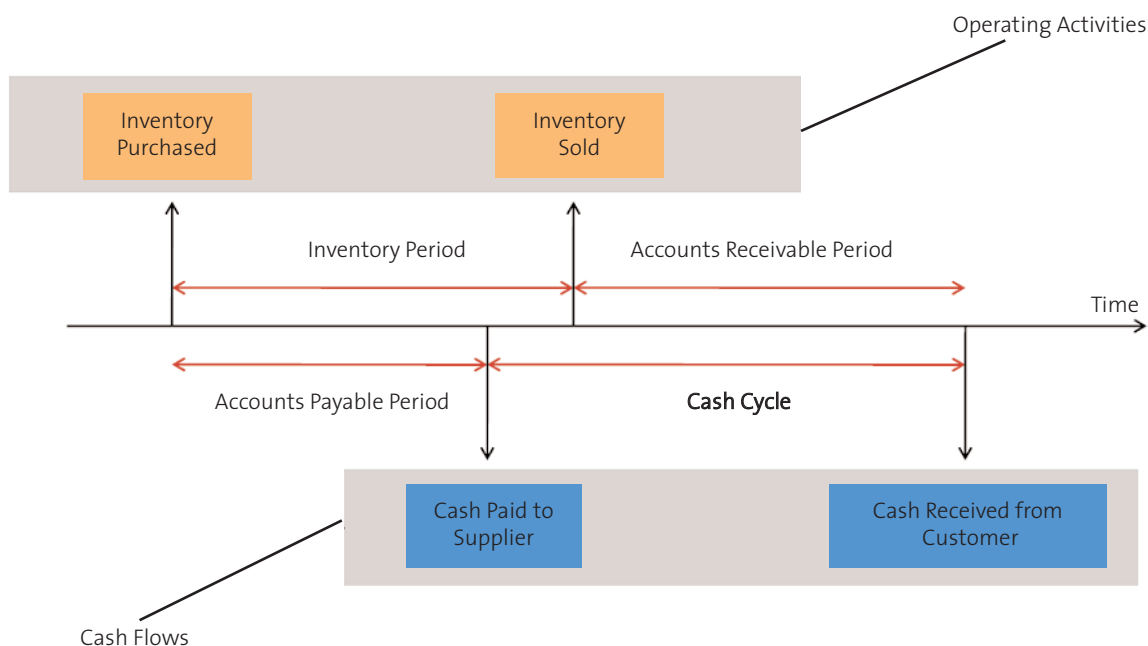 Operating Activities
Inventory
Purchased
Inventory
Sold
Inventory Period
Accounts Receivable Period
Time
Accounts Payable Period
Cash Cycle
Cash Paid to
Supplier
Cash Received from
Customer
Cash Flows